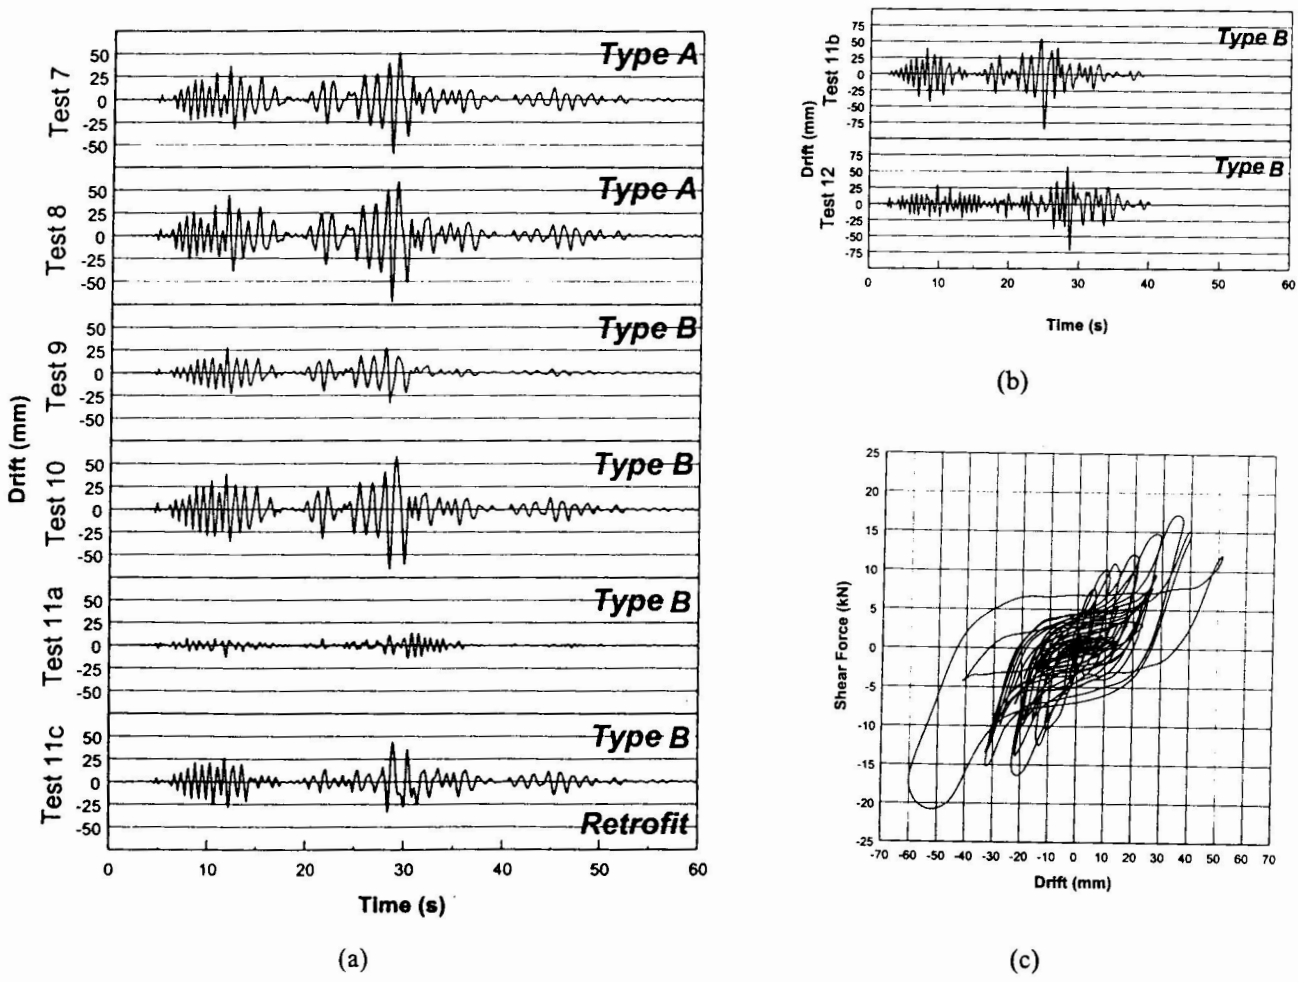 Drift (mm)
Test 7
50
25
0
-25
-50
Type A
Test 8
50
25
0
-25
-50
Type A
Test 9
50
25
0
-25
-50
Type B
Test 10
50
25
0
-25
-50
Type B
Test 11a
50
25
0
-25
-50
Type B
Test 11c
50
25
0
-25
-50
Type B
Retrofit
0 10 20 30 40 50 60
Time (s)
(a)
Drift (mm)
Test 11b
75
50
25
0
-25
-50
-75
Type B
Test 12
75
50
25
0
-25
-50
-75
Type B
0 10 20 30 40 50 60
Time (s)
(b)
Shear Force (kN)
25
20
15
10
5
0
-5
-10
-15
-20
-25
-70 -60 -50 -40 -30 -20 -10 0 10 20 30 40 50 60 70
Drift (mm)
(c)